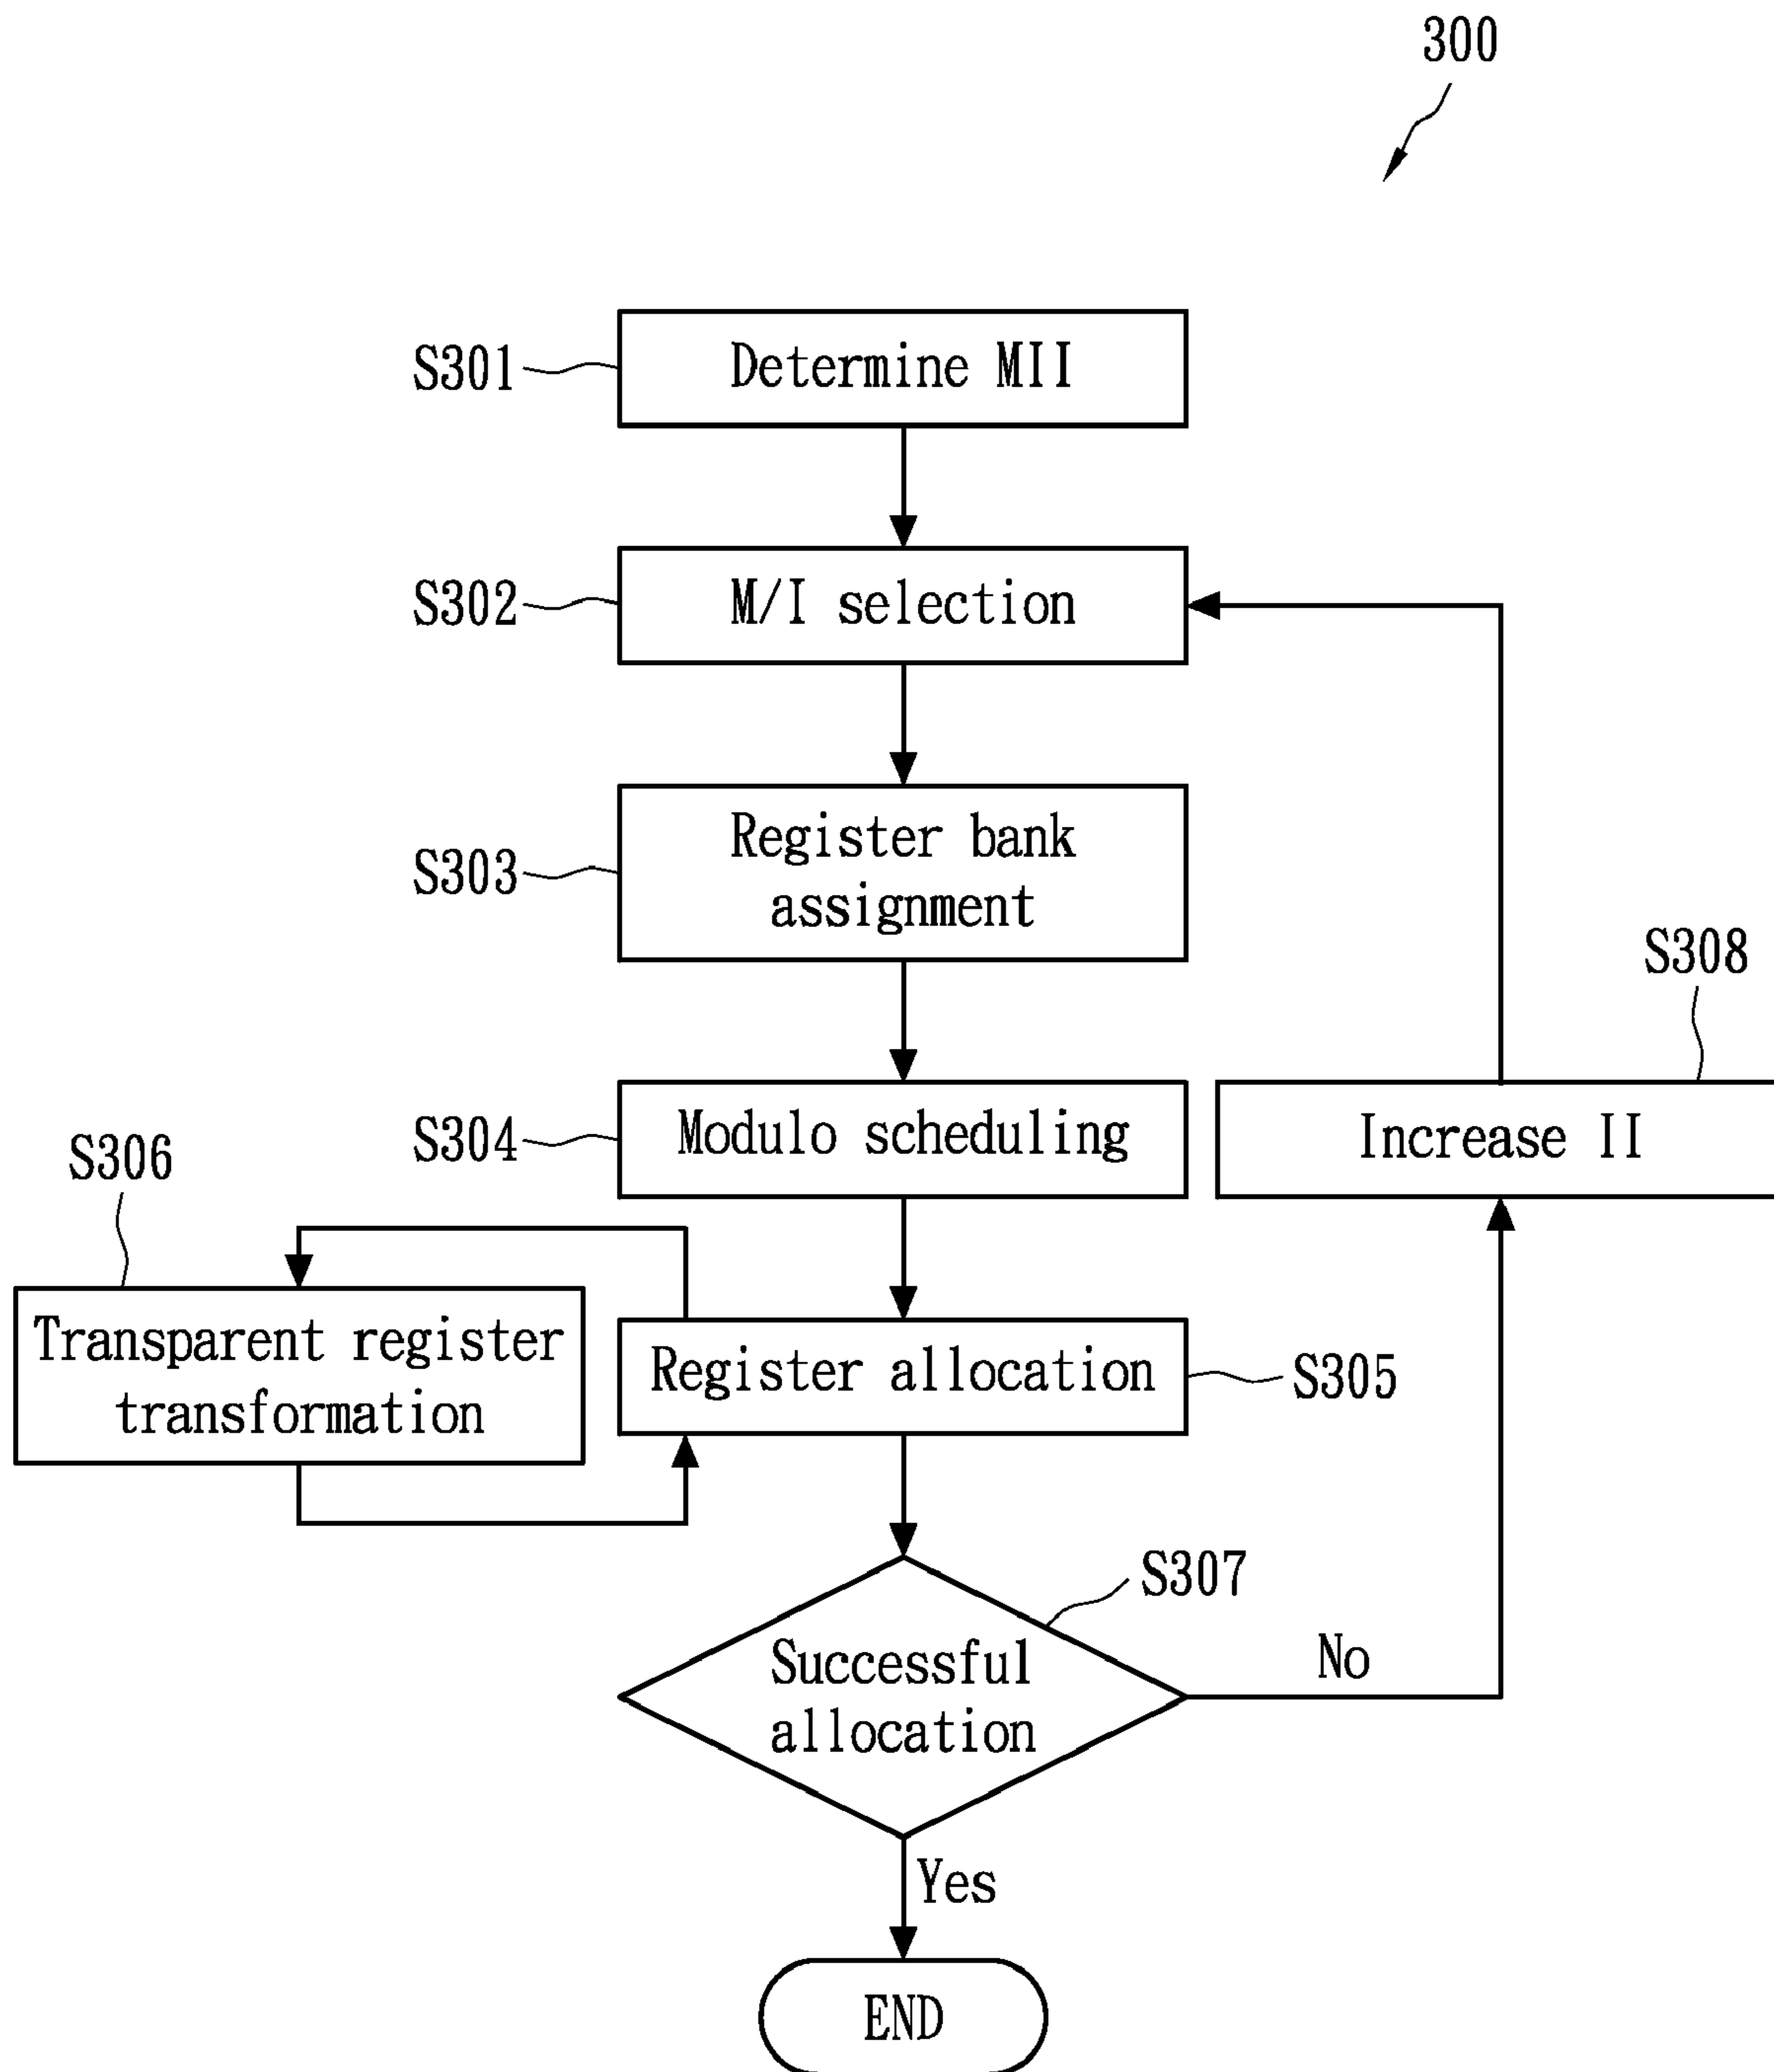 300
S301
Determine MII
S302
M/I selection
S303
Register bank
assignment
S308
S304
Modulo scheduling
Increase II
S306
Transparent register
transformation
Register allocation
S305
S307
Successful
allocation
No
Yes
END